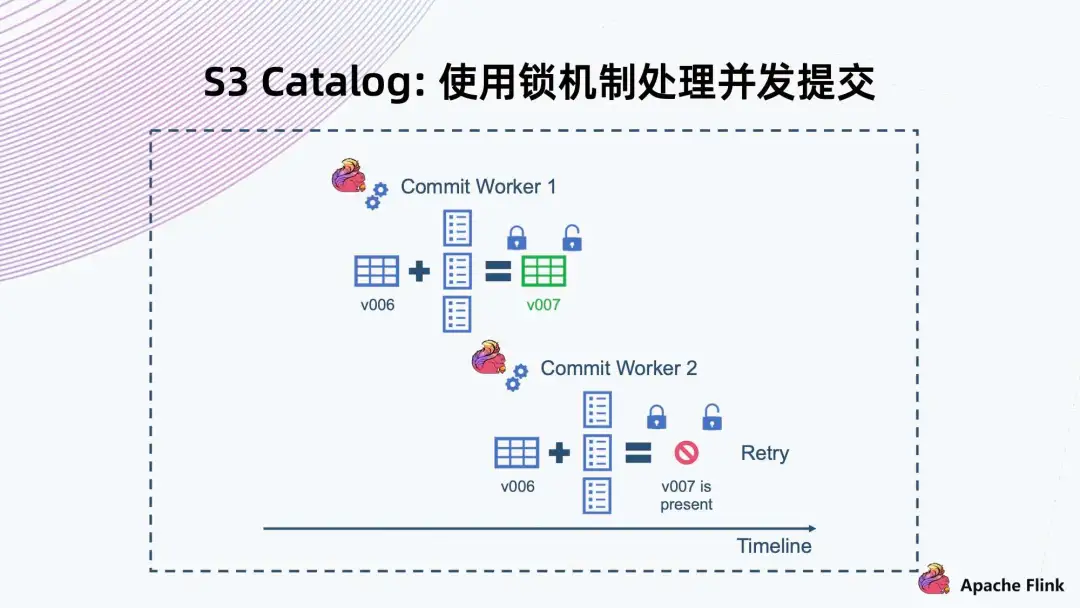 S3 Catalog: 使用锁机制处理并发提交
Commit Worker 1
v006
v007
Commit Worker 2
v006
v007 is
present
Retry
Timeline
Apache Flink